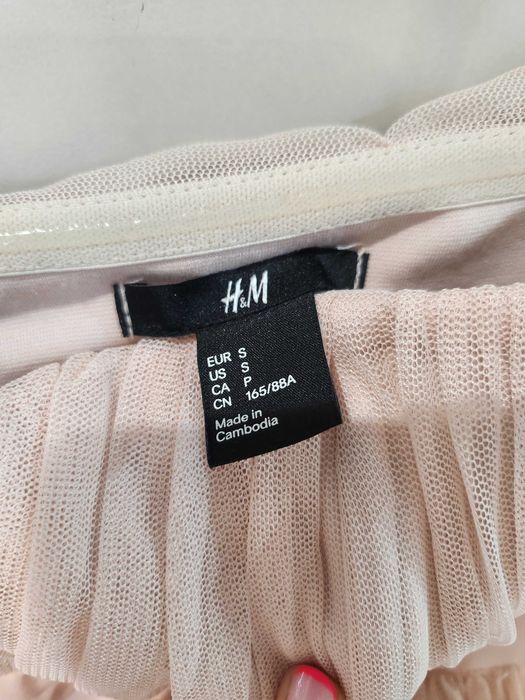 H&M
EUR S
US S
CA P
CN 165/88A
Made in
Cambodia